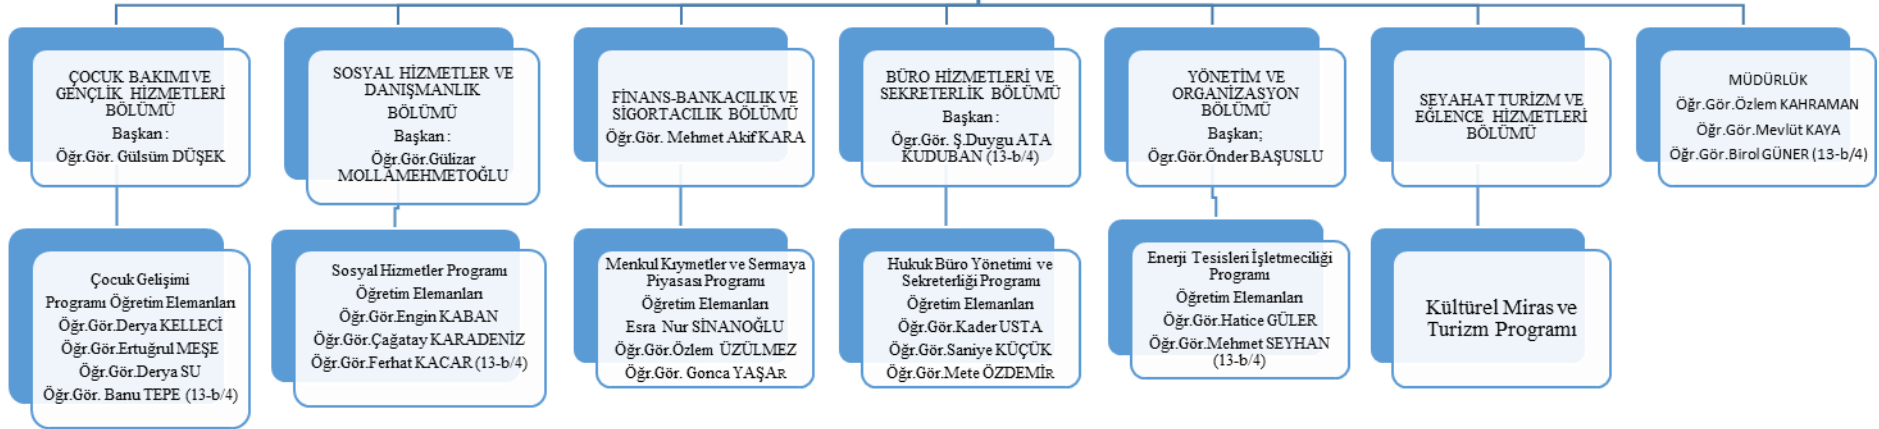 ÇOCUK BAKIMI VE
GENÇLİK HİZMETLERİ
BÖLÜMÜ
Başkan :
Öğr.Gör. Gülsüm DÜŞEK
SOSYAL HİZMETLER VE
DANIŞMANLIK
BÖLÜMÜ
Başkan :
Öğr.Gör.Gülizar
MOLLAMEHMETOĞLU
FİNANS-BANKACILIK VE
SİGORTACILIK BÖLÜMÜ
Öğr.Gör. Mehmet Akif KARA
BÜRO HİZMETLERİ VE
SEKRETERLİK BÖLÜMÜ
Başkan :
Ögr.Gör. Ş.Duygu ATA
KUDUBAN (13-b/4)
YÖNETİM VE
ORGANİZASYON
BÖLÜMÜ
Başkan;
Ögr.Gör.Önder BAŞUSLU
SEYAHAT TURİZM VE
EĞLENCE HİZMETLERİ
BÖLÜMÜ
MÜDÜRLÜK
Öğr.Gör.Özlem KAHRAMAN
Öğr.Gör.Mevlüt KAYA
Öğr.Gör.Birol GÜNER (13-b/4)
Çocuk Gelişimi
Programı Öğretim Elemanları
Öğr.Gör.Derya KELLECİ
Öğr.Gör.Ertuğrul MEŞE
Öğr.Gör.Derya SU
Öğr.Gör. Banu TEPE (13-b/4)
Sosyal Hizmetler Programı
Öğretim Elemanları
Öğr.Gör.Engin KABAN
Öğr.Gör.Çağatay KARADENİZ
Öğr.Gör.Ferhat KACAR (13-b/4)
Menkul Kıymetler ve Sermaya
Piyasası Programı
Öğretim Elemanları
Esra Nur SİNANOĞLU
Öğr.Gör.Özlem ÜZÜLMEZ
Öğr.Gör. Gonca YAŞAR
Hukuk Büro Yönetimi ve
Sekreterliği Programı
Öğretim Elemanları
Öğr.Gör.Kader USTA
Öğr.Gör.Saniye KÜÇÜK
Öğr.Gör.Mete ÖZDEMİR
Enerji Tesisleri İşletmeciliği
Programı
Öğretim Elemanları
Öğr.Gör.Hatice GÜLER
Öğr.Gör.Mehmet SEYHAN
(13-b/4)
Kültürel Miras ve
Turizm Programı